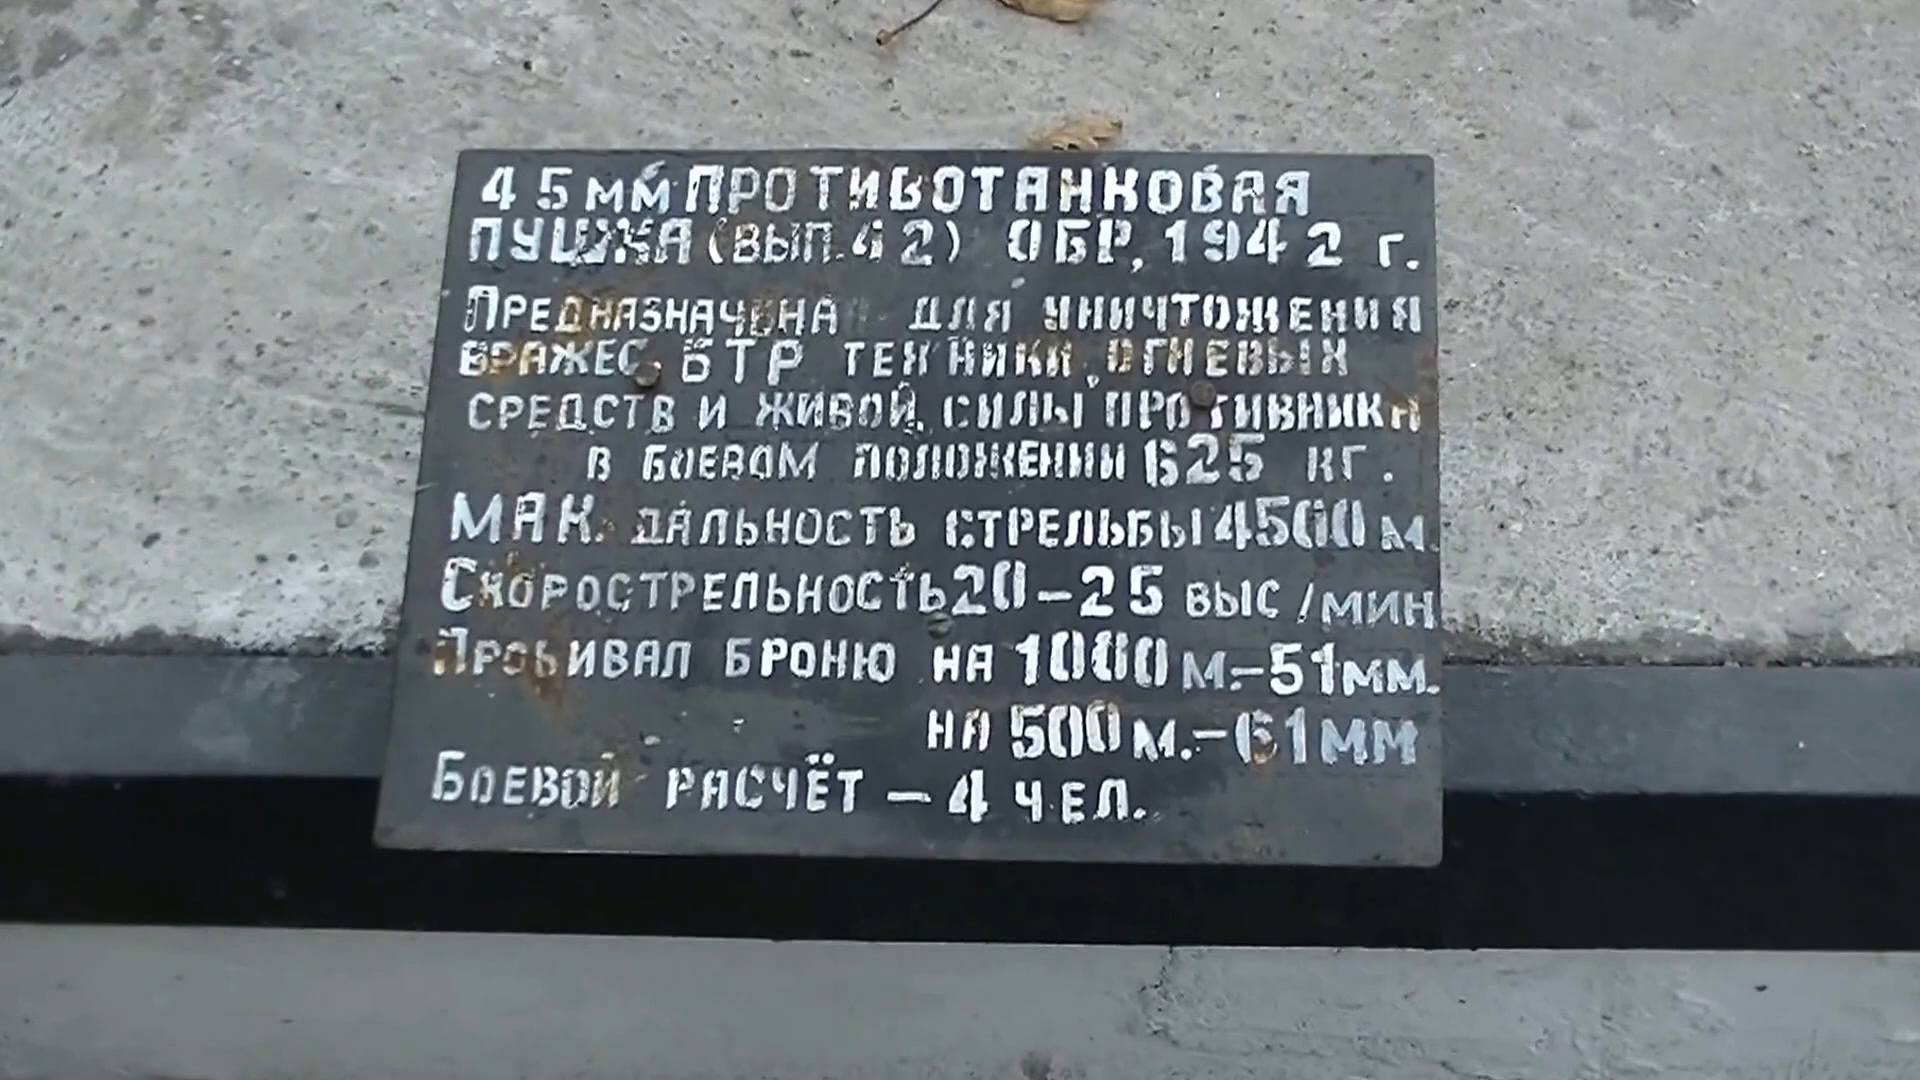 45мм ПРОТИВОТАНКОВАЯ
ПУШКА (ВЫП.42) ОБР, 1942 г.
ПРЕДНАЗНАЧЕНА ДЛЯ УНИЧТОЖЕНИЯ
ВРАЖЕС. БТР ТЕХНИКИ, ОГНЕВЫХ
СРЕДСТВ И ЖИВОЙ СИЛЫ ПРОТИВНИКА
В БОЕВОМ ПОЛОЖЕНИИ 625 КГ.
МАК. ДАЛЬНОСТЬ СТРЕЛЬБЫ 4500 м.
СКОРОСТРЕЛЬНОСТЬ 20-25 ВЫС/МИН
ПРОБИВАЛ БРОНЮ НА 1000 м.-51мм.
НА 500 м.-61мм
БОЕВОЙ РАСЧЁТ - 4 ЧЕЛ.